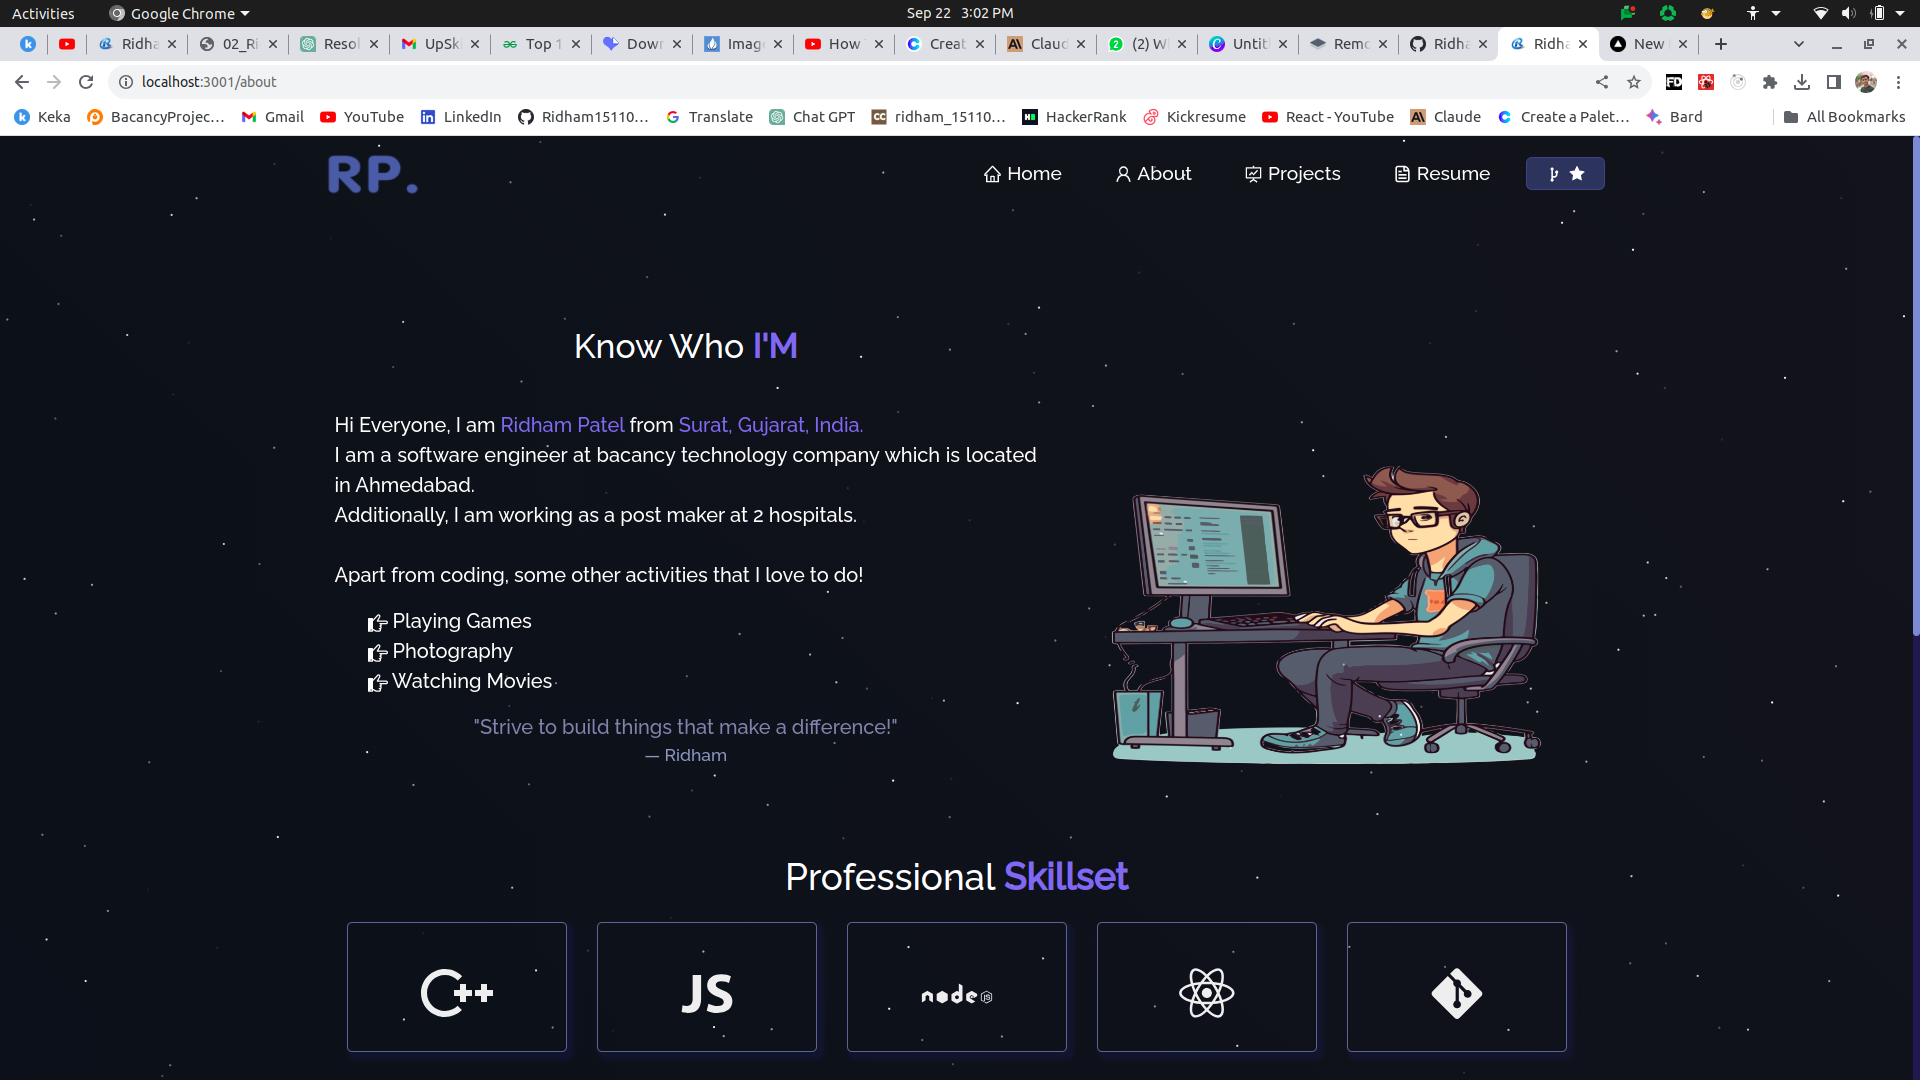 Activities
Google Chrome
Sep 22 3:02 PM
Ridha
02_Ri
Resol
UpSk
Top 1
Down
Imag
How
Creat
Claud
(2) W
Untit
Remo
Ridha
Ridha
New
localhost:3001/about
Keka
BacancyProjec...
Gmail
YouTube
LinkedIn
Ridham15110...
Translate
Chat GPT
ridham_15110...
HackerRank
Kickresume
React - YouTube
Claude
Create a Palet...
Bard
All Bookmarks
RP.
Home
About
Projects
Resume
Know Who I'M
Hi Everyone, I am Ridham Patel from Surat, Gujarat, India.
I am a software engineer at bacancy technology company which is located
in Ahmedabad.
Additionally, I am working as a post maker at 2 hospitals.
Apart from coding, some other activities that I love to do!
Playing Games
Photography
Watching Movies
"Strive to build things that make a difference!"
— Ridham
Professional Skillset
C++
JS
node JS